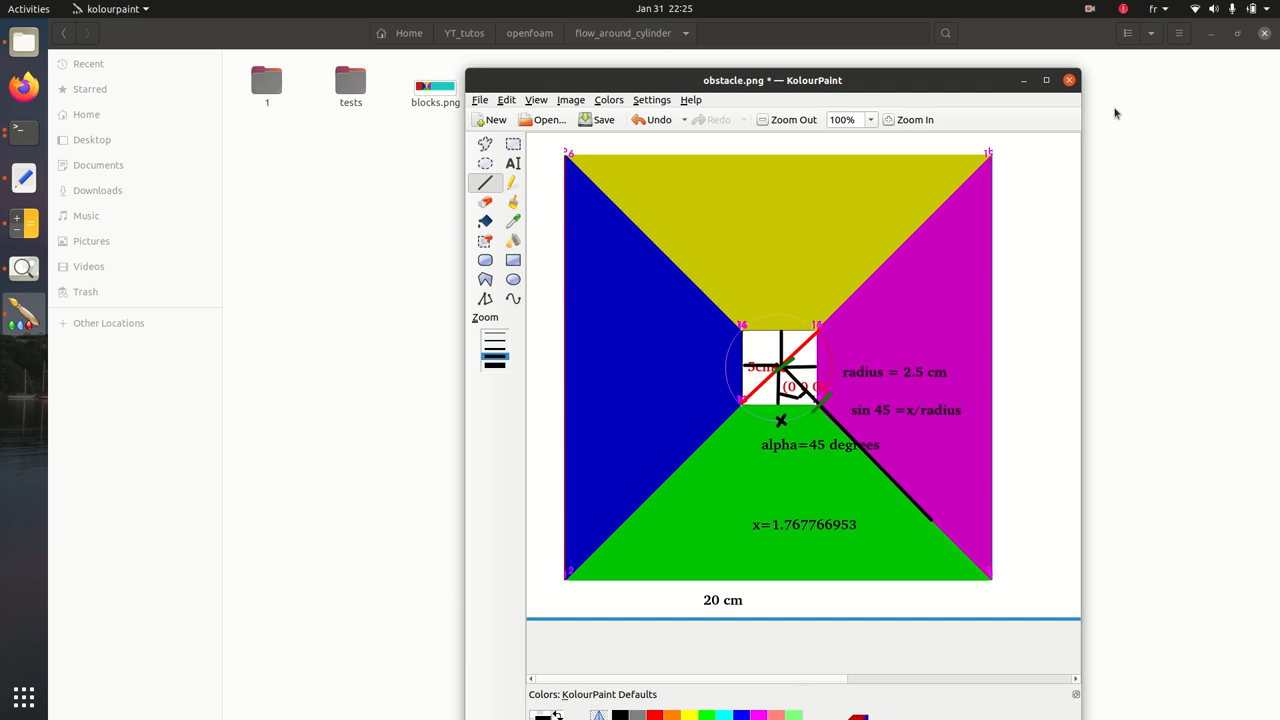 Activities
kolourpaint
Jan 31 22:25
fr
Home
YT_tutos
openfoam
flow_around_cylinder
Recent
Starred
Home
Desktop
Documents
Downloads
Music
Pictures
Videos
Trash
Other Locations
1
tests
blocks.png
obstacle.png * — KolourPaint
File
Edit
View
Image
Colors
Settings
Help
New
Open...
Save
Undo
Redo
Zoom Out
100%
Zoom In
Zoom
radius = 2.5 cm
sin 45 =x/radius
alpha=45 degrees
x=1.767766953
20 cm
Colors: KolourPaint Defaults